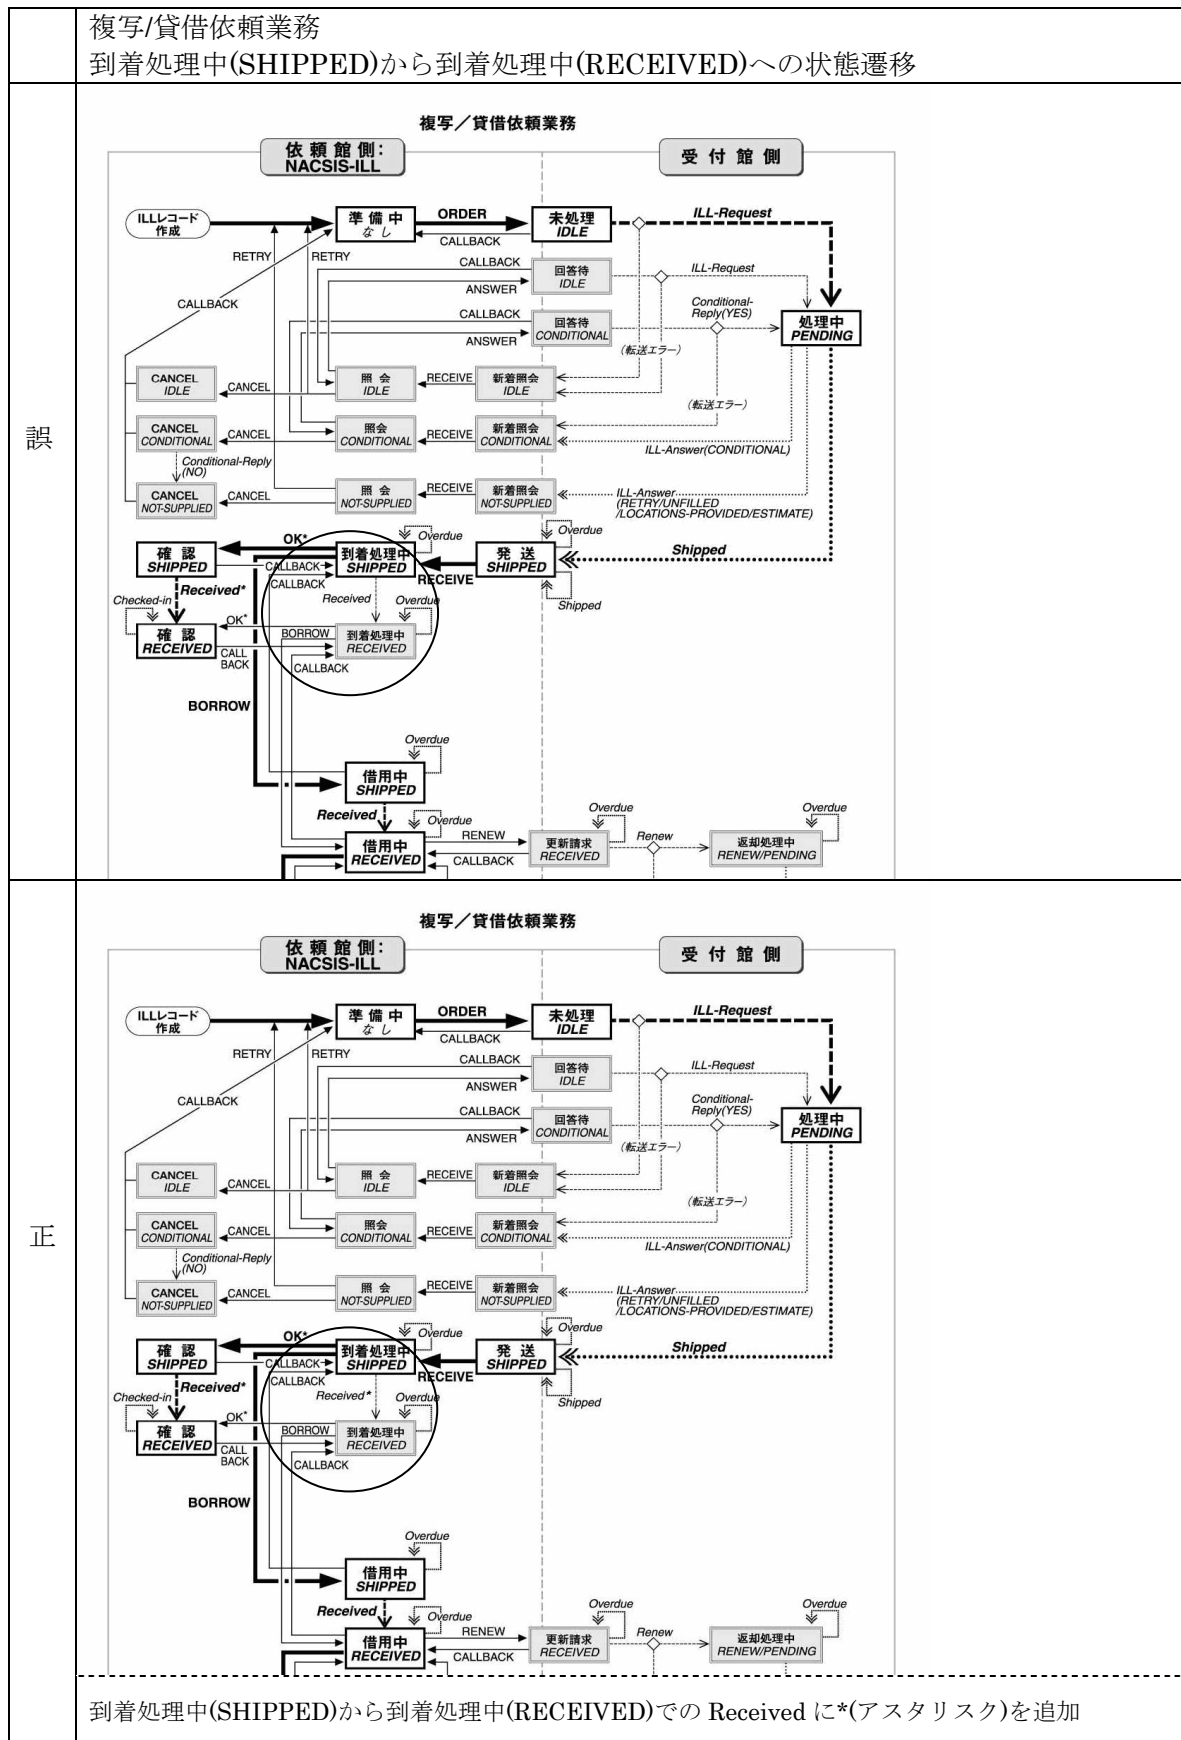 複写/貸借依頼業務
到着処理中(SHIPPED)から到着処理中(RECEIVED)への状態遷移
誤
複写／貸借依頼業務
依頼館側：
NACSIS-ILL
受付館側
ILLレコード
作成
準備中
なし
ORDER
CALLBACK
未処理
IDLE
ILL-Request
RETRY
RETRY
CALLBACK
CALLBACK
ANSWER
回答待
IDLE
ILL-Request
CALLBACK
ANSWER
回答待
CONDITIONAL
Conditional-
Reply(YES)
処理中
PENDING
（転送エラー）
CANCEL
IDLE
CANCEL
照会
IDLE
RECEIVE
新着照会
IDLE
（転送エラー）
CANCEL
CONDITIONAL
CANCEL
照会
CONDITIONAL
RECEIVE
新着照会
CONDITIONAL
ILL-Answer(CONDITIONAL)
Conditional-Reply
(NO)
CANCEL
NOT-SUPPLIED
CANCEL
照会
NOT-SUPPLIED
RECEIVE
新着照会
NOT-SUPPLIED
ILL-Answer
(RETRY/UNFILLED
/LOCATIONS-PROVIDED/ESTIMATE)
OK*
Overdue
Overdue
確認
SHIPPED
CALLBACK
CALLBACK
到着処理中
SHIPPED
RECEIVE
発送
SHIPPED
Shipped
Received*
Received
Overdue
Shipped
Checked-in
OK*
確認
RECEIVED
CALL
BACK
BORROW
到着処理中
RECEIVED
CALLBACK
BORROW
Overdue
借用中
SHIPPED
Received
Overdue
借用中
RECEIVED
RENEW
CALLBACK
Overdue
更新請求
RECEIVED
Renew
Overdue
返却処理中
RENEW/PENDING
正
複写／貸借依頼業務
依頼館側：
NACSIS-ILL
受付館側
ILLレコード
作成
準備中
なし
ORDER
CALLBACK
未処理
IDLE
ILL-Request
RETRY
RETRY
CALLBACK
CALLBACK
ANSWER
回答待
IDLE
ILL-Request
CALLBACK
ANSWER
回答待
CONDITIONAL
Conditional-
Reply(YES)
処理中
PENDING
（転送エラー）
CANCEL
IDLE
CANCEL
照会
IDLE
RECEIVE
新着照会
IDLE
（転送エラー）
CANCEL
CONDITIONAL
CANCEL
照会
CONDITIONAL
RECEIVE
新着照会
CONDITIONAL
ILL-Answer(CONDITIONAL)
Conditional-Reply
(NO)
CANCEL
NOT-SUPPLIED
CANCEL
照会
NOT-SUPPLIED
RECEIVE
新着照会
NOT-SUPPLIED
ILL-Answer
(RETRY/UNFILLED
/LOCATIONS-PROVIDED/ESTIMATE)
OK*
Overdue
Overdue
確認
SHIPPED
CALLBACK
CALLBACK
到着処理中
SHIPPED
RECEIVE
発送
SHIPPED
Shipped
Received*
Received*
Overdue
Shipped
Checked-in
OK*
確認
RECEIVED
CALL
BACK
BORROW
到着処理中
RECEIVED
CALLBACK
BORROW
Overdue
借用中
SHIPPED
Received
Overdue
借用中
RECEIVED
RENEW
CALLBACK
Overdue
更新請求
RECEIVED
Renew
Overdue
返却処理中
RENEW/PENDING
到着処理中(SHIPPED)から到着処理中(RECEIVED)での Received に*(アスタリスク)を追加